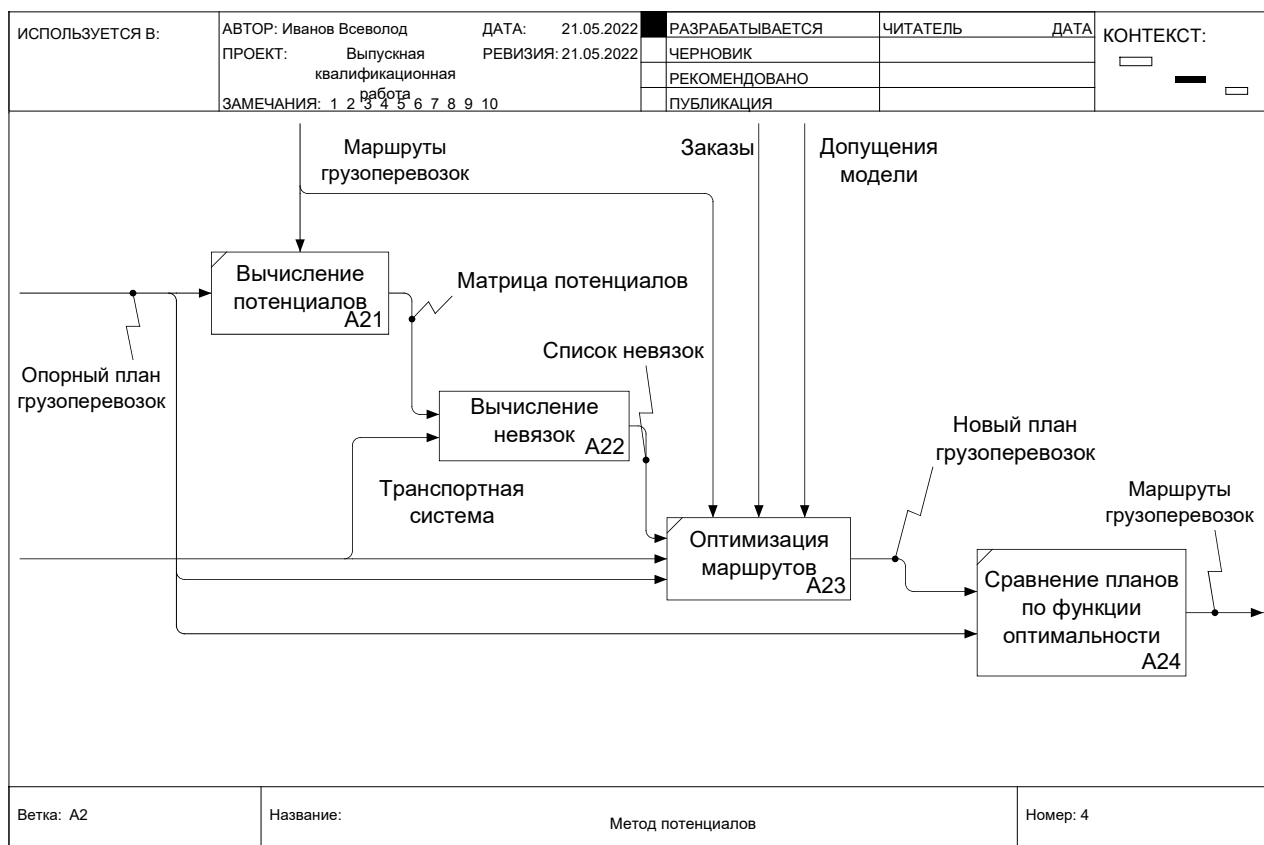 ИСПОЛЬЗУЕТСЯ В:
АВТОР: Иванов Всеволод
ДАТА: 21.05.2022
ПРОЕКТ: Выпускная
квалификационная
работа
РЕВИЗИЯ: 21.05.2022
ЗАМЕЧАНИЯ: 1 2 3 4 5 6 7 8 9 10
РАЗРАБАТЫВАЕТСЯ
ЧЕРНОВИК
РЕКОМЕНДОВАНО
ПУБЛИКАЦИЯ
ЧИТАТЕЛЬ ДАТА
КОНТЕКСТ:
Маршруты
грузоперевозок
Заказы
Допущения
модели
Вычисление
потенциалов
A21
Матрица потенциалов
Опорный план
грузоперевозок
Список невязок
Вычисление
невязок
A22
Транспортная
система
Новый план
грузоперевозок
Оптимизация
маршрутов
A23
Маршруты
грузоперевозок
Сравнение планов
по функции
оптимальности
A24
Ветка: A2
Название:
Метод потенциалов
Номер: 4